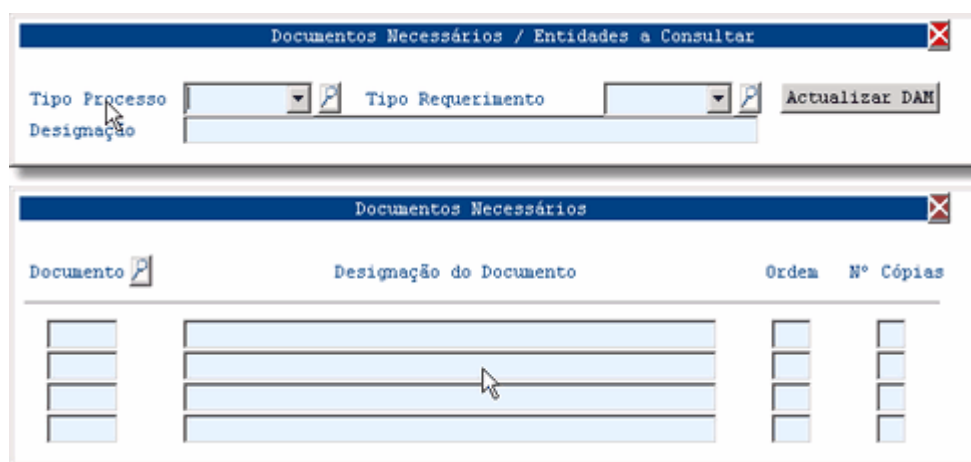 Documentos Necessários / Entidades a Consultar
Tipo Processo Tipo Requerimento Actualizar DAM
Designação
Documentos Necessários
Documento Designação do Documento Ordem Nº Cópias